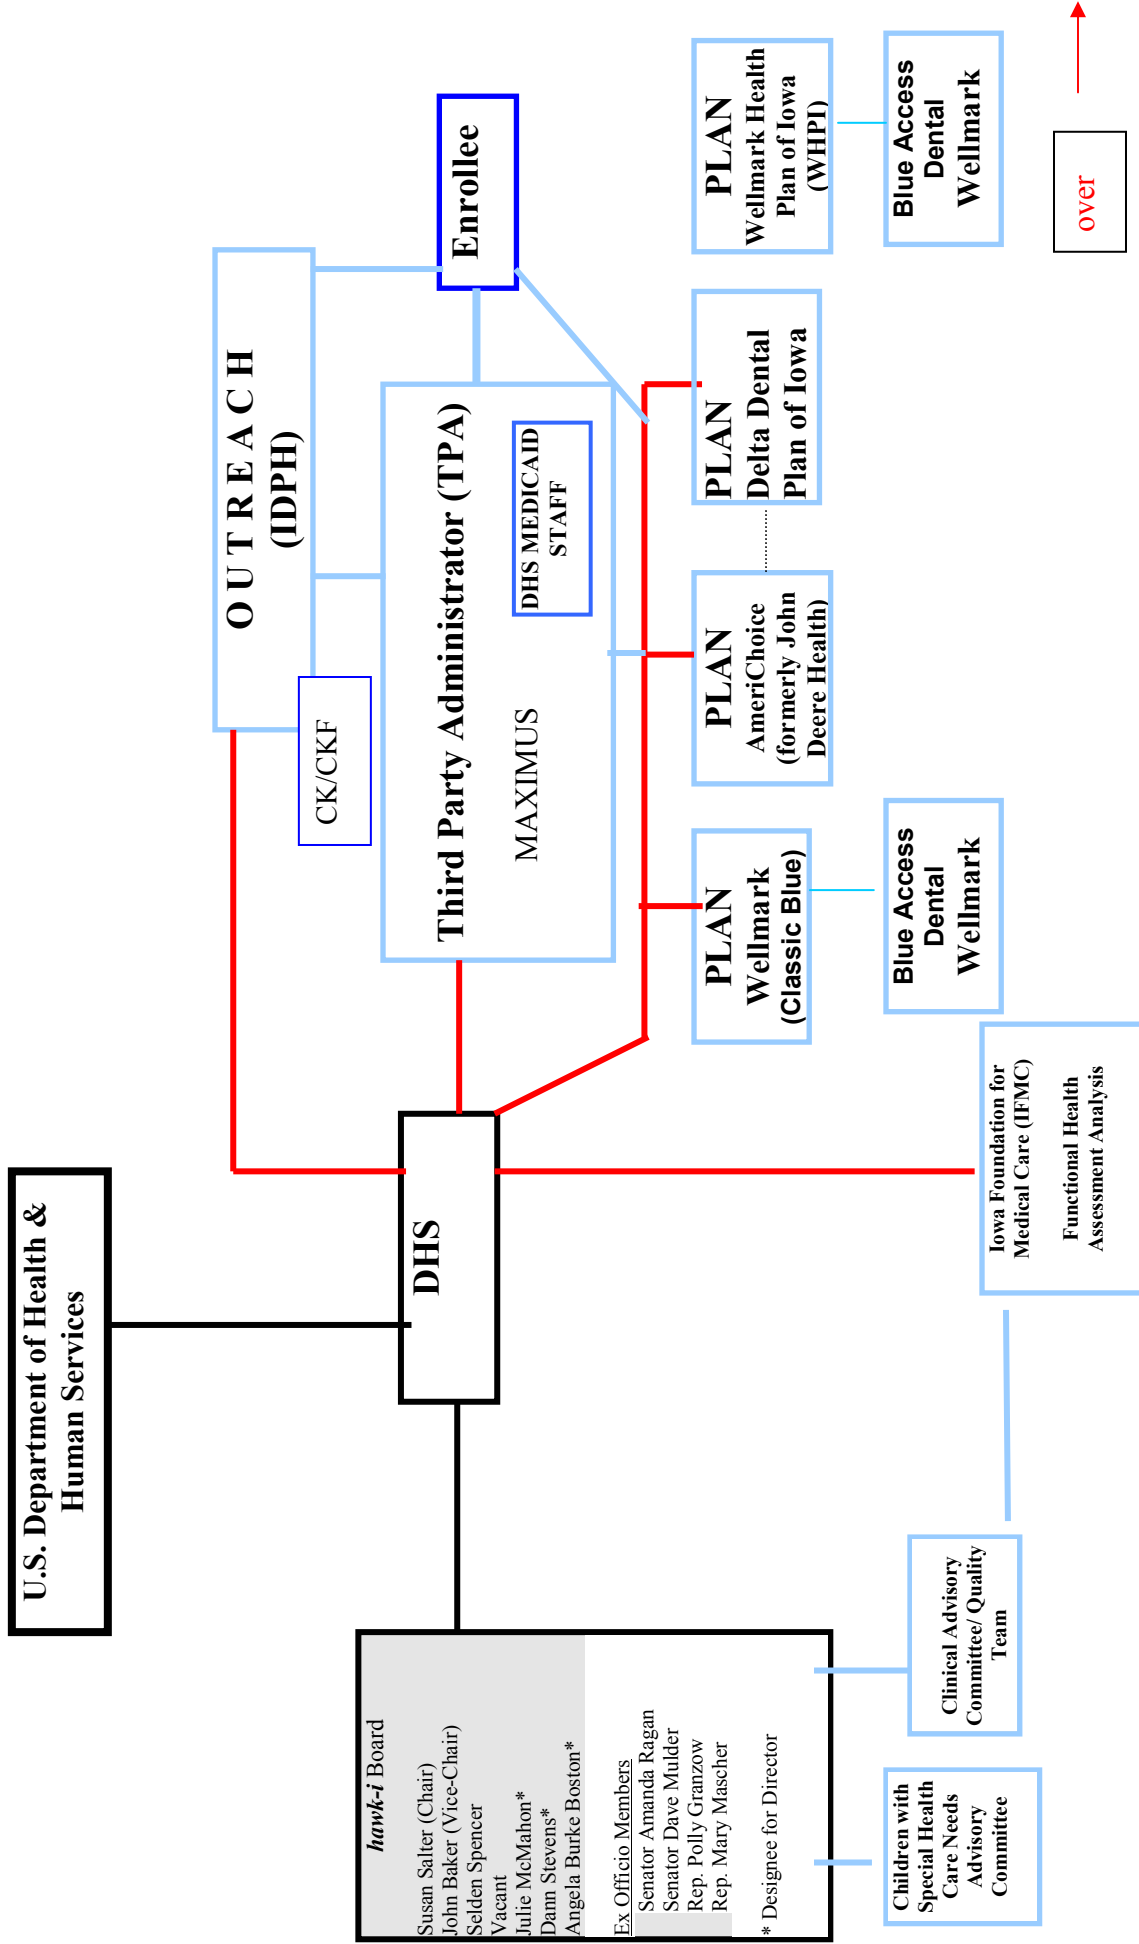 U.S. Department of Health &
Human Services
hawk-i Board
Susan Salter (Chair)
John Baker (Vice-Chair)
Selden Spencer
Vacant
Julie McMahon*
Dann Stevens*
Angela Burke Boston*
Ex Officio Members
Senator Amanda Ragan
Senator Dave Mulder
Rep. Polly Granzow
Rep. Mary Mascher
* Designee for Director
DHS
O U T R E A C H
(IDPH)
CK/CKF
Third Party Administrator (TPA)
MAXIMUS
DHS MEDICAID
STAFF
Enrollee
Children with
Special Health
Care Needs
Advisory
Committee
Clinical Advisory
Committee/ Quality
Team
Iowa Foundation for
Medical Care (IFMC)
Functional Health
Assessment Analysis
PLAN
Wellmark
(Classic Blue)
Blue Access
Dental
Wellmark
PLAN
AmeriChoice
(formerly John
Deere Health)
PLAN
Delta Dental
Plan of Iowa
PLAN
Wellmark Health
Plan of Iowa
(WHPI)
Blue Access
Dental
Wellmark
over